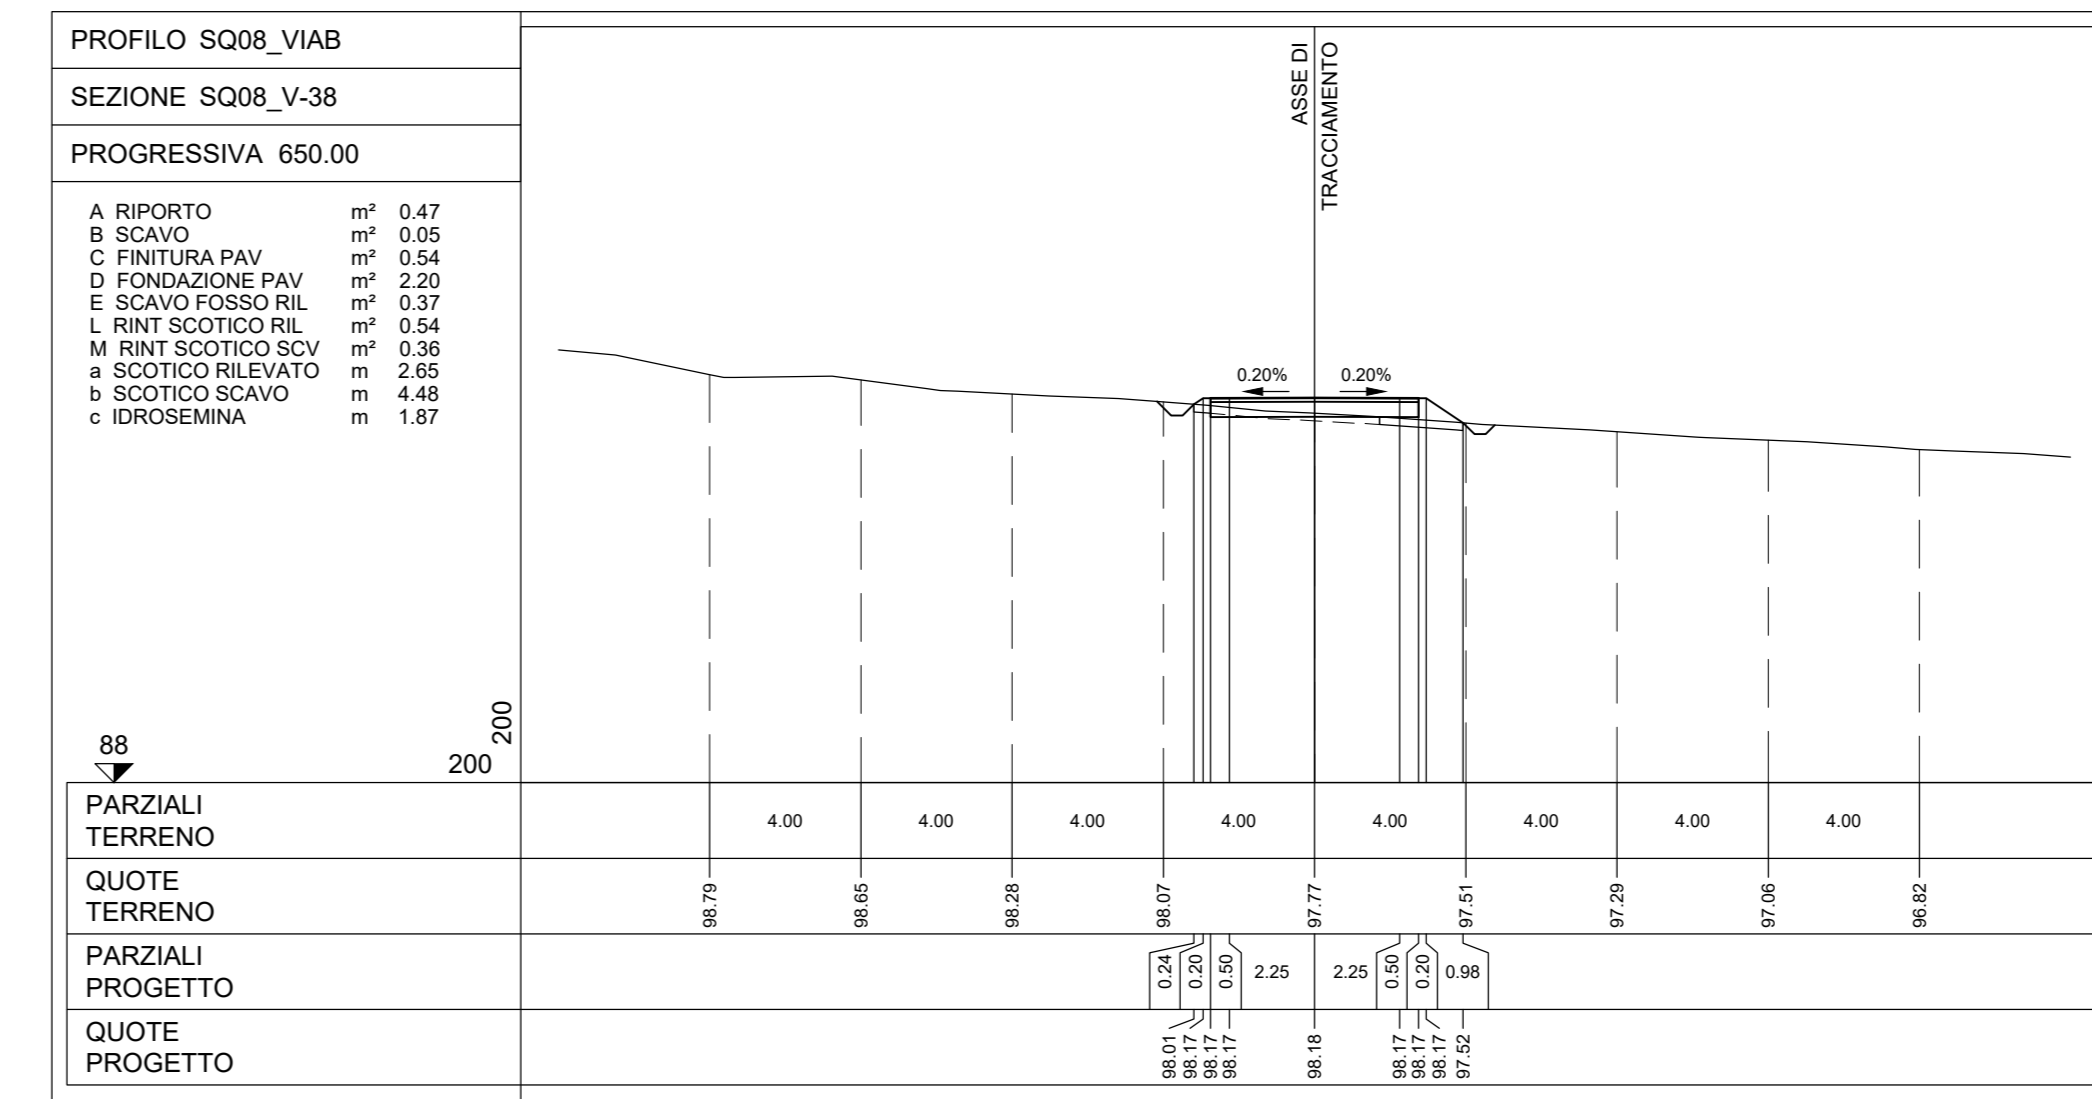 PROFILO SQ08_VIAB
SEZIONE SQ08_V-38
PROGRESSIVA 650.00
A RIPORTO m² 0.47
B SCAVO m² 0.05
C FINITURA PAV m² 0.54
D FONDAZIONE PAV m² 2.20
E SCAVO FOSSO RIL m² 0.37
L RINT SCOTICO RIL m² 0.54
M RINT SCOTICO SCV m² 0.36
a SCOTICO RILEVATO m 2.65
b SCOTICO SCAVO m 4.48
c IDROSEMINA m 1.87
ASSE DI
TRACCIAMENTO
0.20% 0.20%
88
200
200
PARZIALI
TERRENO
4.00 4.00 4.00 4.00 4.00 4.00 4.00 4.00
QUOTE
TERRENO
98.79 98.65 98.28 98.07 97.77 97.51 97.29 97.06 96.82
PARZIALI
PROGETTO
0.24 0.20 0.50 2.25 2.25 0.50 0.20 0.98
QUOTE
PROGETTO
98.01 98.17 98.17 98.17 98.18 98.17 98.17 98.17 97.52